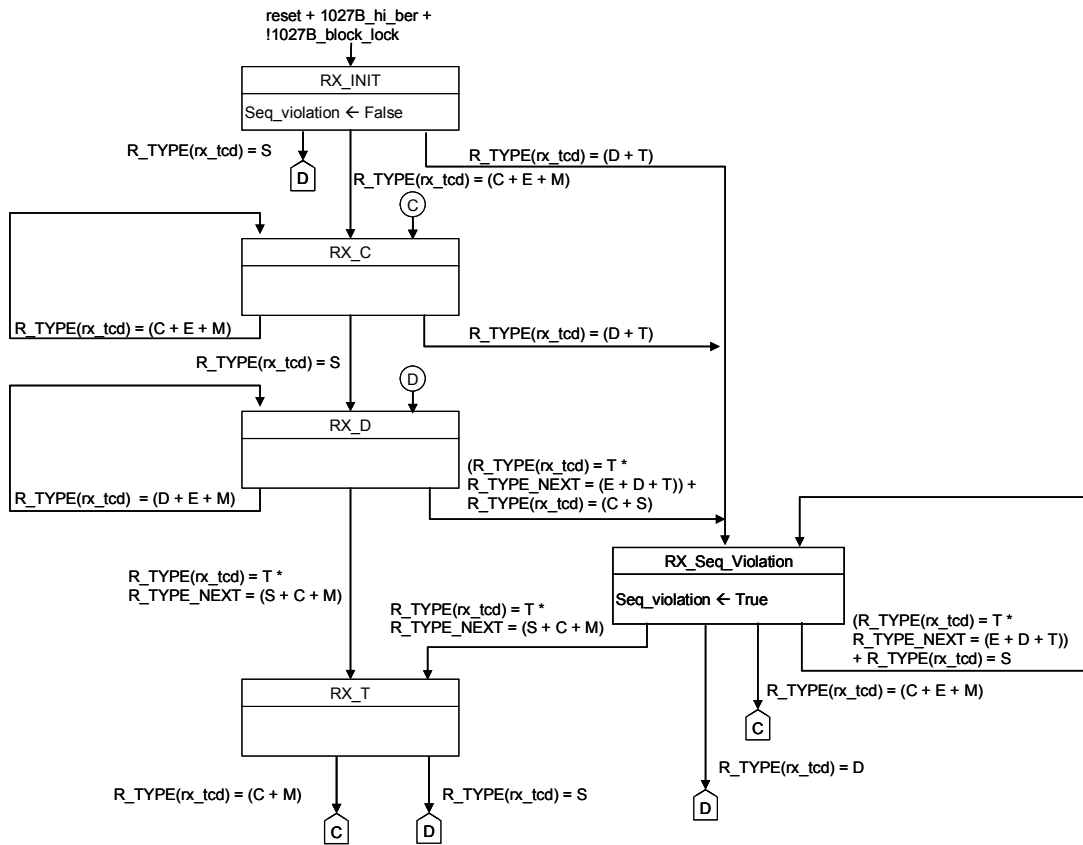 reset + 1027B_hi_ber +
!1027B_block_lock
RX_INIT
Seq_violation ← False
R_TYPE(rx_tcd) = S
D
R_TYPE(rx_tcd) = (D + T)
R_TYPE(rx_tcd) = (C + E + M)
C
RX_C
R_TYPE(rx_tcd) = (C + E + M)
R_TYPE(rx_tcd) = (D + T)
R_TYPE(rx_tcd) = S
D
RX_D
R_TYPE(rx_tcd) = (D + E + M)
(R_TYPE(rx_tcd) = T *
R_TYPE_NEXT = (E + D + T)) +
R_TYPE(rx_tcd) = (C + S)
RX_Seq_Violation
Seq_violation ← True
R_TYPE(rx_tcd) = T *
R_TYPE_NEXT = (S + C + M)
R_TYPE(rx_tcd) = T *
R_TYPE_NEXT = (S + C + M)
(R_TYPE(rx_tcd) = T *
R_TYPE_NEXT = (E + D + T))
+ R_TYPE(rx_tcd) = S
RX_T
R_TYPE(rx_tcd) = (C + E + M)
C
R_TYPE(rx_tcd) = D
D
R_TYPE(rx_tcd) = (C + M)
C
R_TYPE(rx_tcd) = S
D